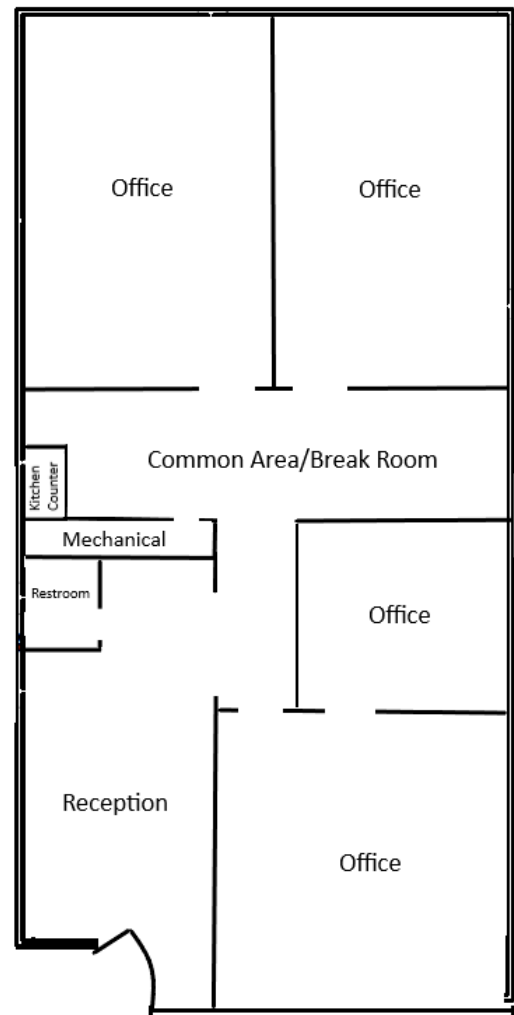 Office
Office
Common Area/Break Room
Kitchen
Counter
Mechanical
Restroom
Office
Reception
Office